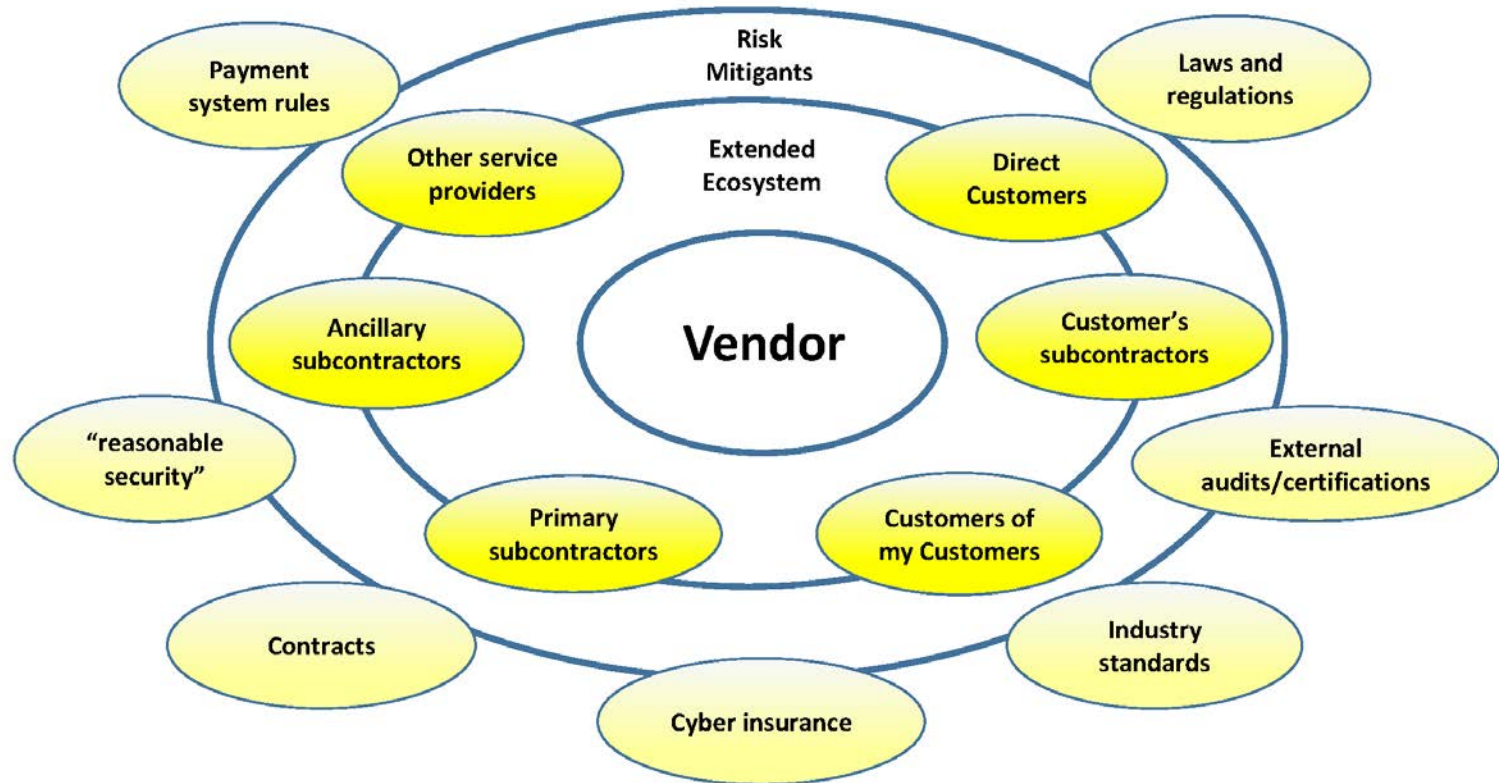 Risk
Mitigants
Payment
system rules
Laws and
regulations
Other service
providers
Extended
Ecosystem
Direct
Customers
Ancillary
subcontractors
Vendor
Customer’s
subcontractors
“reasonable
security”
External
audits/certifications
Primary
subcontractors
Customers of
my Customers
Contracts
Industry
standards
Cyber insurance